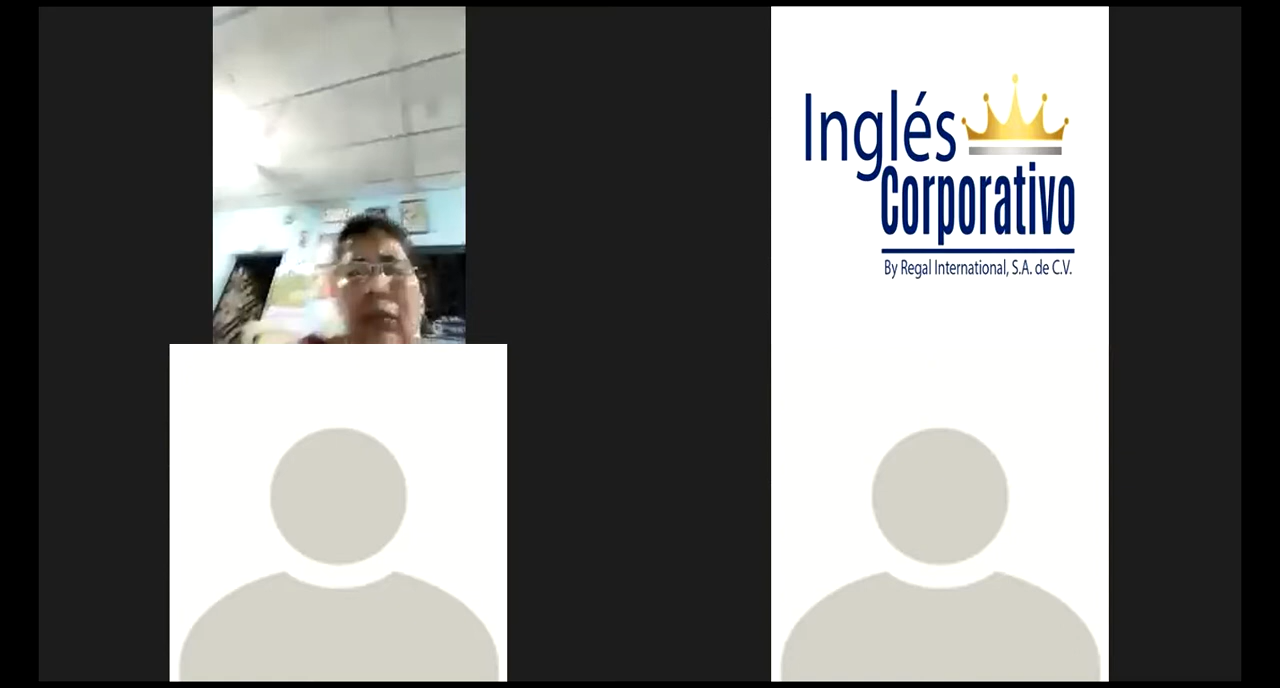 Inglés
Corporativo
By Regal International, S.A. de C.V.